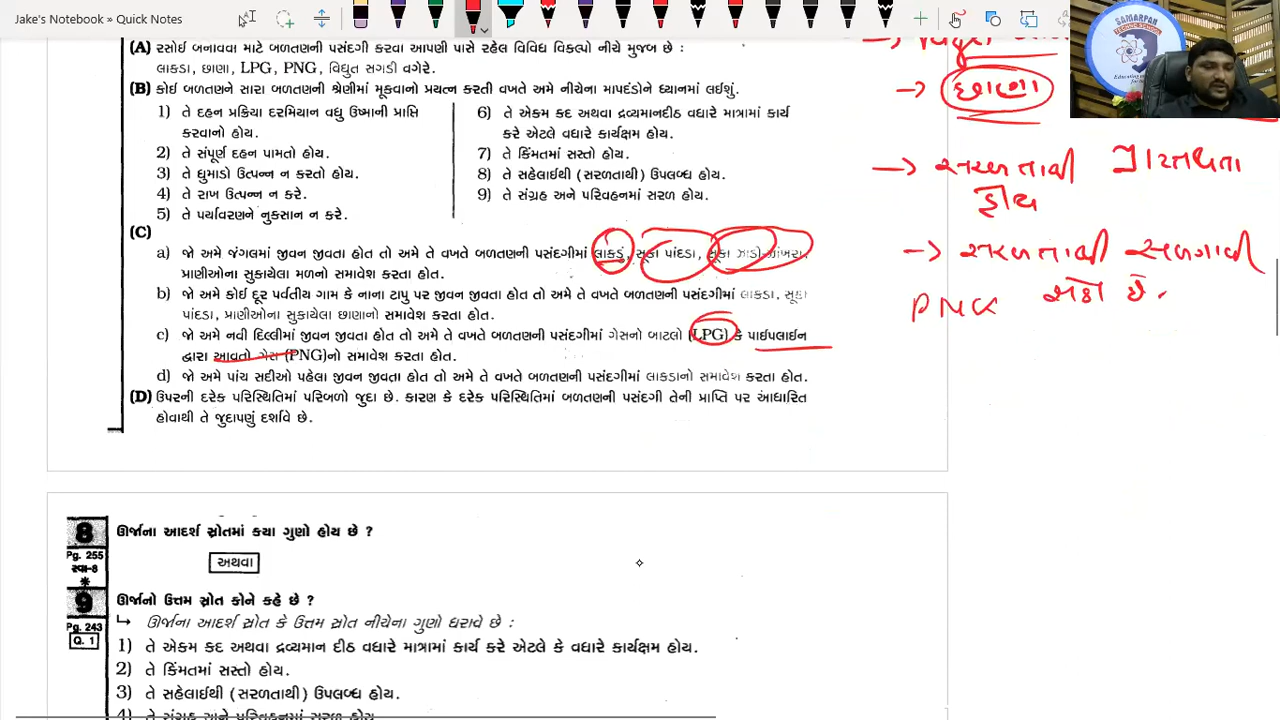 Jake's Notebook » Quick Notes
SAMARPAN
(A) રસોઈ બનાવવા માટે બળતણની પસંદગી કરવા આપણી પાસે રહેલ વિવિધ વિકલ્પો નીચે મુજબ છે :
લાકડા, છાણા, LPG, PNG, વિદ્યુત સગડી વગેરે.
(B) કોઈ બળતણને સારા બળતણની શ્રેણીમાં મૂકવાનો પ્રયત્ન કરતી વખતે અમે નીચેના માપદંડોને ધ્યાનમાં લઈશું.
1) તે દહન પ્રક્રિયા દરમિયાન વધુ ઉષ્માની પ્રાપ્તિ
કરવાનો હોય.
2) તે સંપૂર્ણ દહન પામતો હોય.
3) તે ધુમાડો ઉત્પન્ન ન કરતો હોય.
4) તે રાખ ઉત્પન્ન ન કરે.
5) તે પર્યાવરણને નુકસાન ન કરે.
6) તે એકમ કદ અથવા દ્રવ્યમાનદીઠ વધારે માત્રામાં કાર્ય
કરે એટલે વધારે કાર્યક્ષમ હોય.
7) તે કિંમતમાં સસ્તો હોય.
8) તે સહેલાઈથી (સરળતાથી) ઉપલબ્ધ હોય.
9) તે સંગ્રહ અને પરિવહનમાં સરળ હોય.
(C)
a) જો અમે જંગલમાં જીવન જીવતા હોત તો અમે તે વખતે બળતણની પસંદગીમાં લાકડું, સૂકા પાંદડા, સૂકા ઝાડી-ઝાંખરા,
પ્રાણીઓના સુકાયેલા મળનો સમાવેશ કરતા હોત.
b) જો અમે કોઈ દૂર પર્વતીય ગામ કે નાના ટાપુ પર જીવન જીવતા હોત તો અમે તે વખતે બળતણની પસંદગીમાં લાકડા, સૂકા
પાંદડા, પ્રાણીઓના સુકાયેલા છાણાનો સમાવેશ કરતા હોત.
c) જો અમે નવી દિલ્લીમાં જીવન જીવતા હોત તો અમે તે વખતે બળતણની પસંદગીમાં ગેસનો બાટલો (LPG) કે પાઈપલાઈન
દ્વારા આવતો ગેસ (PNG)નો સમાવેશ કરતા હોત.
d) જો અમે પાંચ સદીઓ પહેલા જીવન જીવતા હોત તો અમે તે વખતે બળતણની પસંદગીમાં લાકડાનો સમાવેશ કરતા હોત.
(D) ઉપરની દરેક પરિસ્થિતિમાં પરિબળો જુદા છે. કારણ કે દરેક પરિસ્થિતિમાં બળતણની પસંદગી તેની પ્રાપ્તિ પર આધારિત
હોવાથી તે જુદાપણું દર્શાવે છે.
→ છાણા
→ સરળતાથી
હોય
→ સરળતાથી સળગાવી
શકો છે.
PNG
8 ઊર્જાના આદર્શ સ્રોતમાં કયા ગુણો હોય છે ?
Pg. 255
સ્વા-8
*
અથવા
9 ઊર્જાનો ઉત્તમ સ્રોત કોને કહે છે ?
Pg. 243
Q. 1
↪ ઊર્જાના આદર્શ સ્રોત કે ઉત્તમ સ્રોત નીચેના ગુણો ધરાવે છે :
1) તે એકમ કદ અથવા દ્રવ્યમાન દીઠ વધારે માત્રામાં કાર્ય કરે એટલે કે વધારે કાર્યક્ષમ હોય.
2) તે કિંમતમાં સસ્તો હોય.
3) તે સહેલાઈથી (સરળતાથી) ઉપલબ્ધ હોય.
4) તે સંગ્રહ અને પરિવહનમાં સરળ હોય.